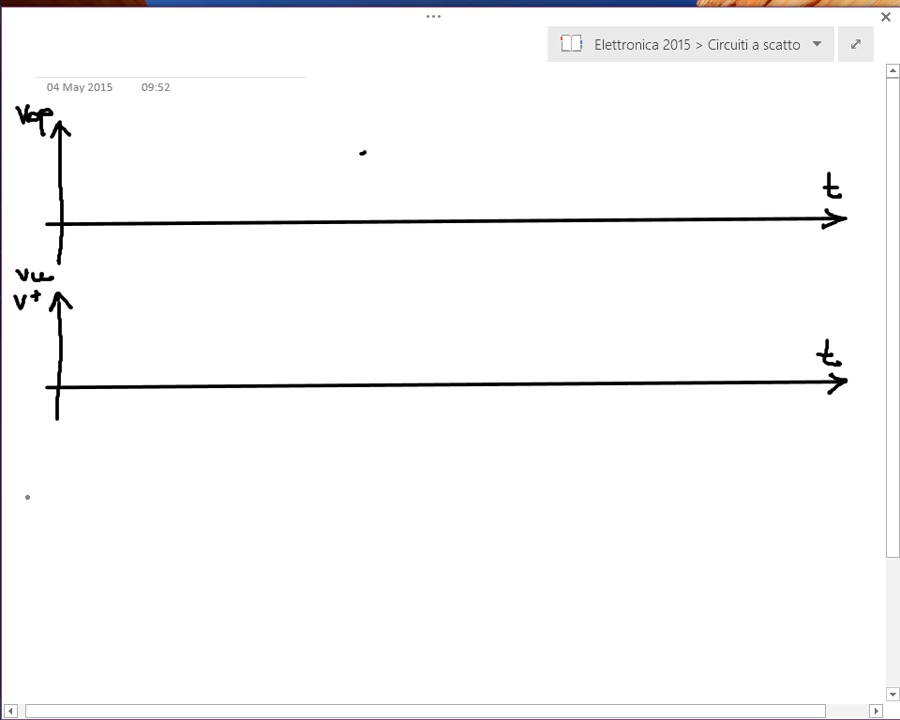 Elettronica 2015 > Circuiti a scatto
04 May 2015 09:52
Vop
t
Vu
V+
t